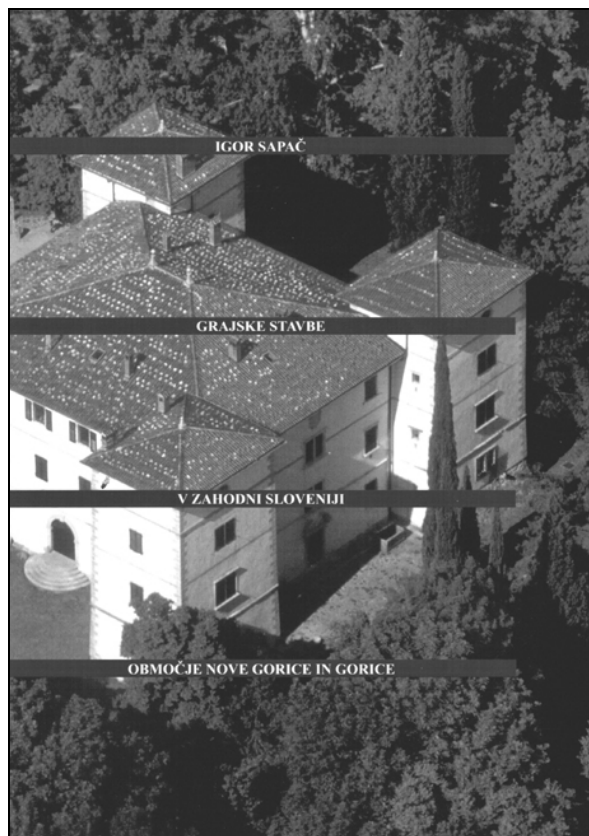 IGOR SAPAČ
GRAJSKE STAVBE
V ZAHODNI SLOVENIJI
OBMOČJE NOVE GORICE IN GORICE